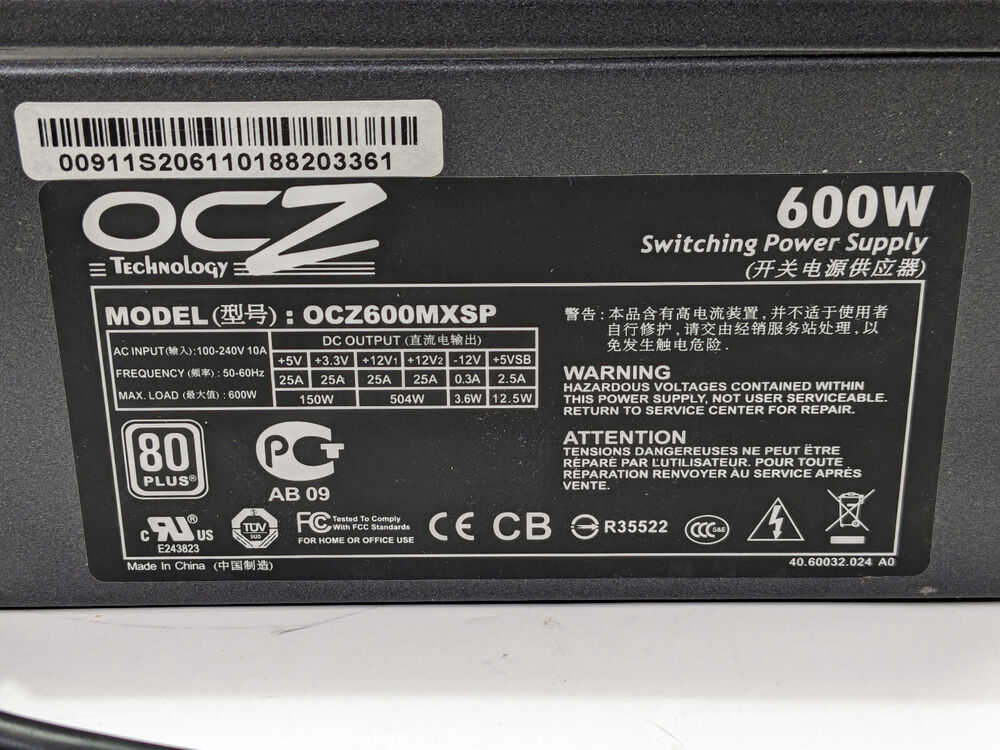 00911S206110188203361
OCZ
Technology
600W
Switching Power Supply
(开关电源供应器)
MODEL(型号) : OCZ600MXSP
AC INPUT(输入):100-240V 10A
FREQUENCY (频率) : 50-60Hz
MAX. LOAD (最大值) : 600W
DC OUTPUT (直流电输出)
+5V +3.3V +12V1 +12V2 -12V +5VSB
25A 25A 25A 25A 0.3A 2.5A
150W 504W 3.6W 12.5W
警告 : 本品含有高电流装置 , 并不适于使用者
自行修护 , 请交由经销服务站处理 , 以
免发生触电危险 .
WARNING
HAZARDOUS VOLTAGES CONTAINED WITHIN
THIS POWER SUPPLY, NOT USER SERVICEABLE.
RETURN TO SERVICE CENTER FOR REPAIR.
ATTENTION
TENSIONS DANGEREUSES NE PEUT ËTRE
RÉPARÉ PAR L'UTILISATEUR. POUR TOUTE
RÉPARATION RENVOYER ÀU SERVICE APRÈS
VENTE.
80
PLUS®
PCT
AB 09
c RU® US
E243823
TÜV
SUD
FC Tested To Comply
With FCC Standards
FOR HOME OR OFFICE USE
CE CB R35522 CCC S&E
Made In China (中国制造)
40.60032.024 A0